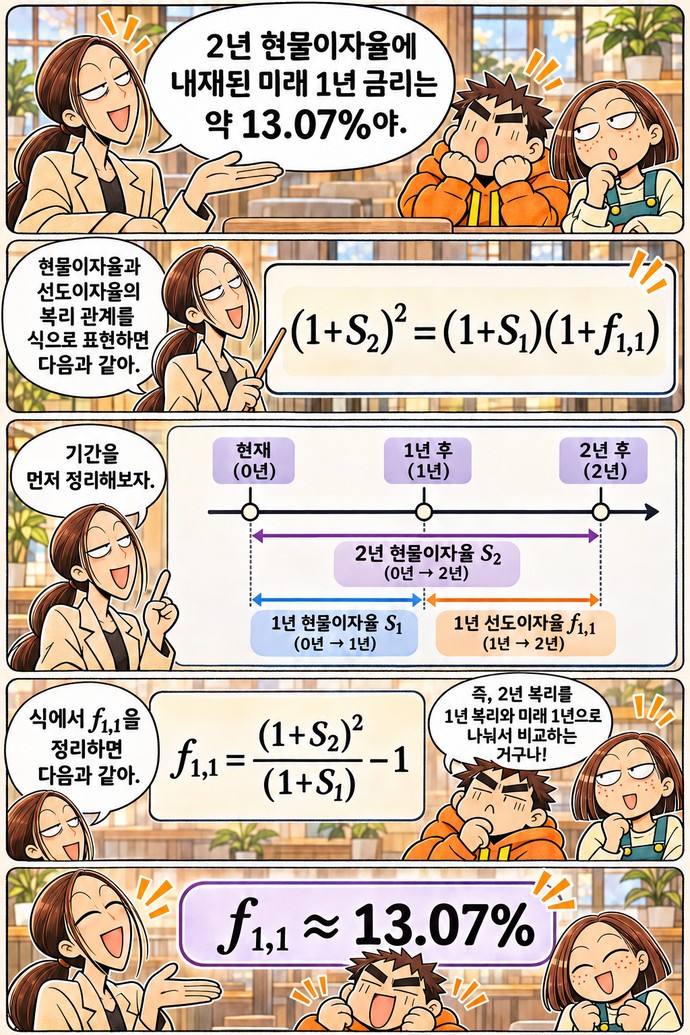 2년 현물이자율에
내재된 미래 1년 금리는
약 13.07%야.
현물이자율과
선도이자율의
복리 관계를
식으로 표현하면
다음과 같아.
(1+S₂)² = (1+S₁)(1+f₁,₁)
기간을
먼저 정리해보자.
현재
(0년)
1년 후
(1년)
2년 후
(2년)
2년 현물이자율 S₂
(0년 → 2년)
1년 현물이자율 S₁
(0년 → 1년)
1년 선도이자율 f₁,₁
(1년 → 2년)
식에서 f₁,₁을
정리하면
다음과 같아.
f₁,₁ = (1+S₂)² / (1+S₁) − 1
즉, 2년 복리를
1년 복리와 미래 1년으로
나눠서 비교하는
거구나!
f₁,₁ ≈ 13.07%